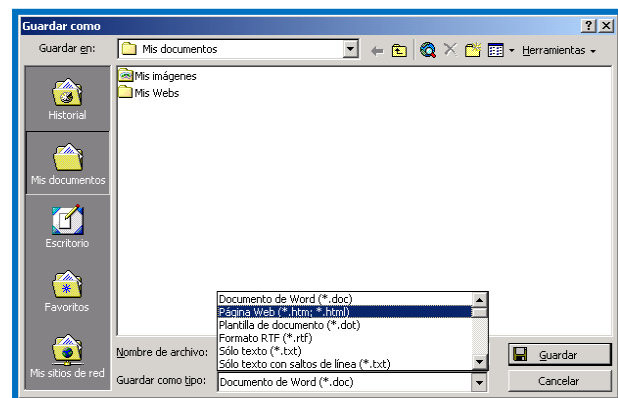 Guardar como
Guardar en: Mis documentos Herramientas
Mis imágenes
Mis Webs
Historial
Mis documentos
Escritorio
Favoritos
Mis sitios de red
Documento de Word (*.doc)
Página Web (*.htm; *.html)
Plantilla de documento (*.dot)
Formato RTF (*.rtf)
Sólo texto (*.txt)
Sólo texto con saltos de línea (*.txt)
Nombre de archivo: Guardar
Guardar como tipo: Documento de Word (*.doc) Cancelar